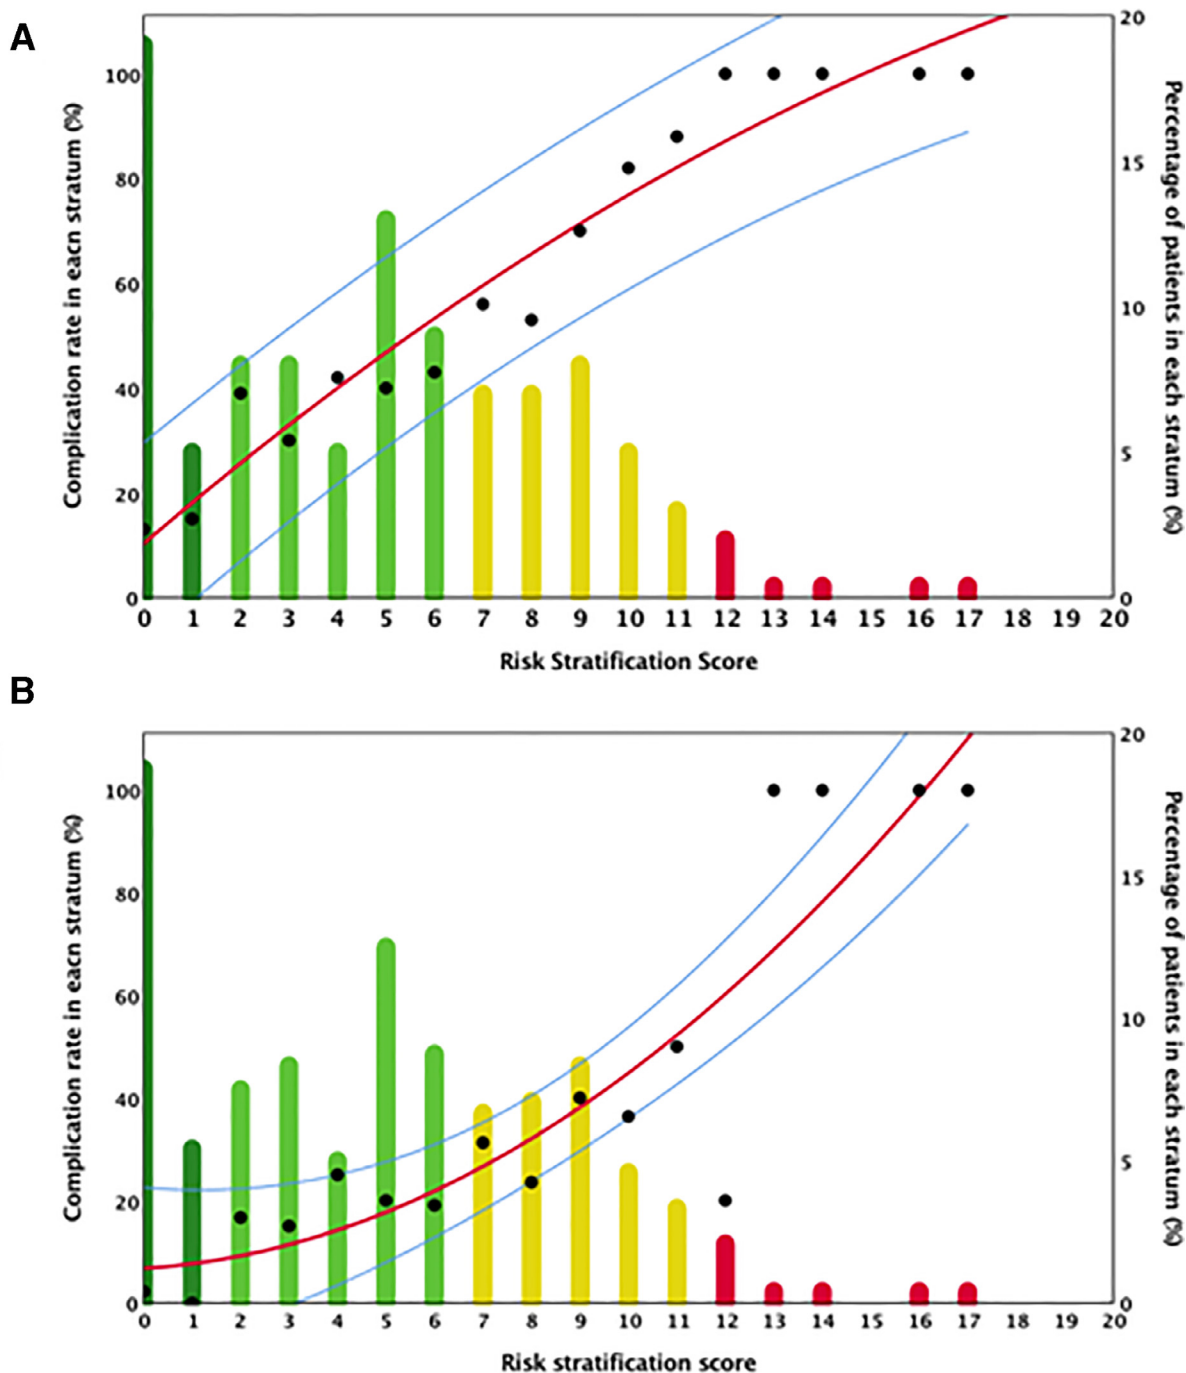 A
Complication rate in eacn stratum (%)
100
80
60
40
20
0
20
15
10
5
0
Percentage of patients in each stratum (%)
0 1 2 3 4 5 6 7 8 9 10 11 12 13 14 15 16 17 18 19 20
Risk Stratification Score
B
Complication rate in eacn stratum (%)
100
80
60
40
20
0
20
15
10
5
0
Percentage of patients in each stratum (%)
0 1 2 3 4 5 6 7 8 9 10 11 12 13 14 15 16 17 18 19 20
Risk stratification score